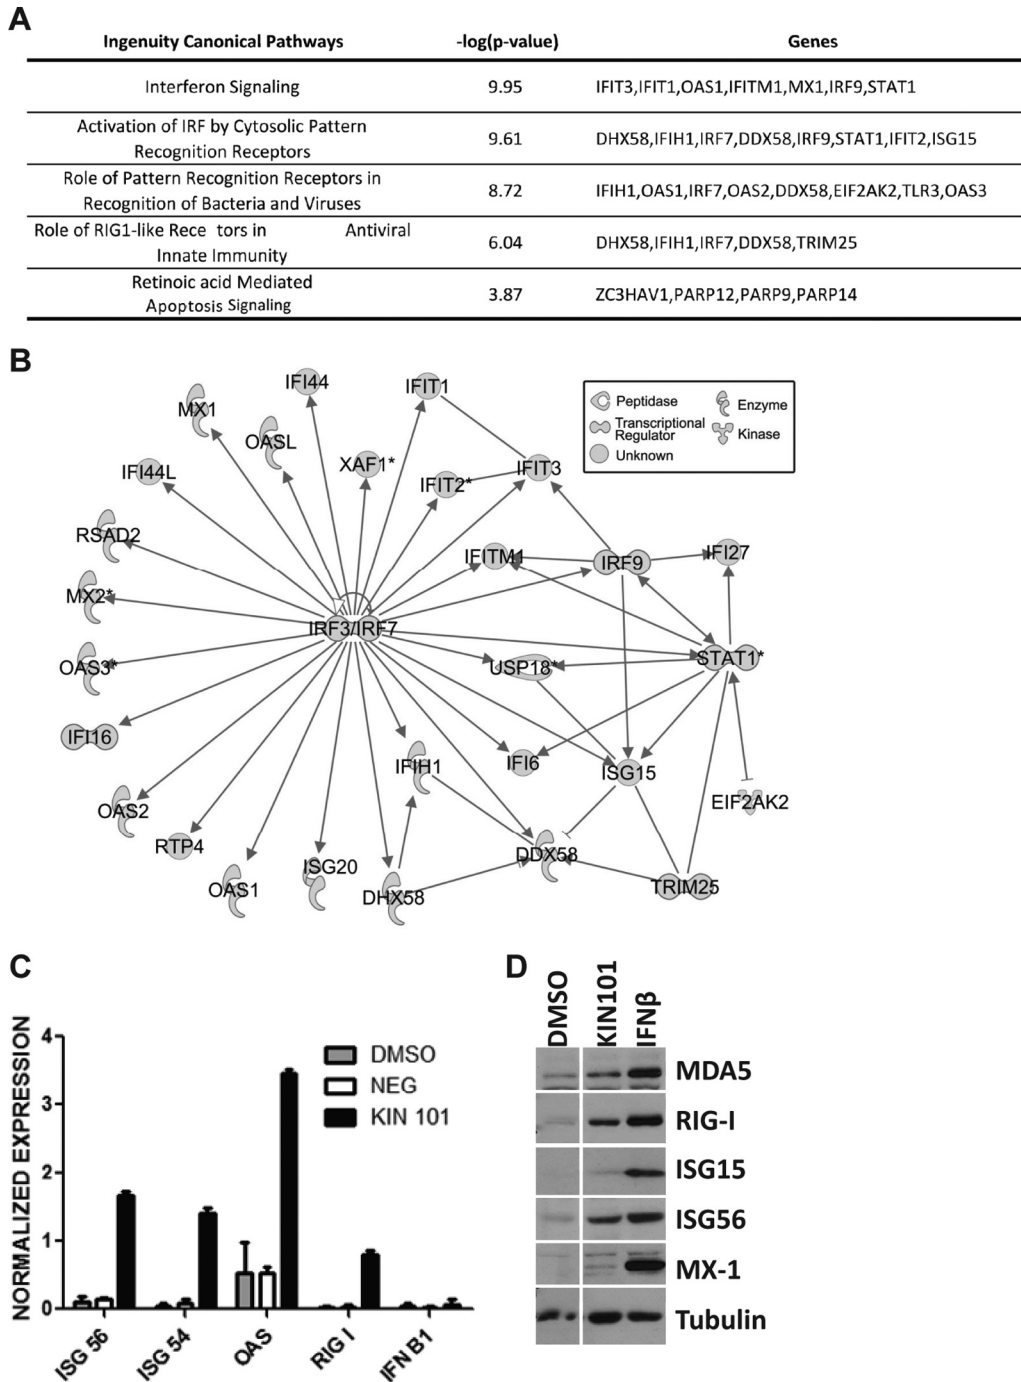 A
Ingenuity Canonical Pathways -log(p-value) Genes
Interferon Signaling 9.95 IFIT3,IFIT1,OAS1,IFITM1,MX1,IRF9,STAT1
Activation of IRF by Cytosolic Pattern
Recognition Receptors 9.61 DHX58,IFIH1,IRF7,DDX58,IRF9,STAT1,IFIT2,ISG15
Role of Pattern Recognition Receptors in
Recognition of Bacteria and Viruses 8.72 IFIH1,OAS1,IRF7,OAS2,DDX58,EIF2AK2,TLR3,OAS3
Role of RIG1-like Rece tors in Antiviral
Innate Immunity 6.04 DHX58,IFIH1,IRF7,DDX58,TRIM25
Retinoic acid Mediated
Apoptosis Signaling 3.87 ZC3HAV1,PARP12,PARP9,PARP14
B
IFI44
IFIT1
MX1
OASL
XAF1*
IFIT2*
IFIT3
IFI44L
RSAD2
IFITM1
IRF9
IFI27
MX2*
IRF3/IRF7
OAS3*
USP18*
STAT1*
IFI16
IFIH1
IFI6
ISG15
EIF2AK2
OAS2
RTP4
OAS1
ISG20
DHX58
DDX58
TRIM25
Peptidase
Enzyme
Transcriptional
Regulator
Kinase
Unknown
C
NORMALIZED EXPRESSION
4
3
2
1
0
DMSO
NEG
KIN 101
ISG 56
ISG 54
OAS
RIG I
IFN B1
D
DMSO
KIN101
IFNβ
MDA5
RIG-I
ISG15
ISG56
MX-1
Tubulin